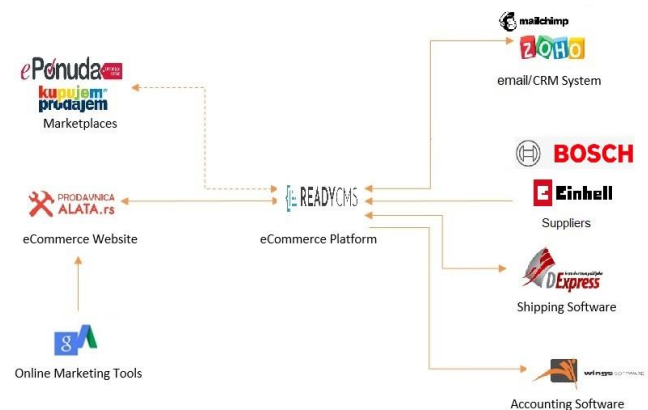 mailchimp
ZOHO
email/CRM System
ePonuda
kupujem
prodajem
Marketplaces
BOSCH
Einhell
Suppliers
PRODAVNICA
ALATA.rs
eCommerce Website
READYCMS
eCommerce Platform
DExpress
Shipping Software
g
Online Marketing Tools
wings software
Accounting Software